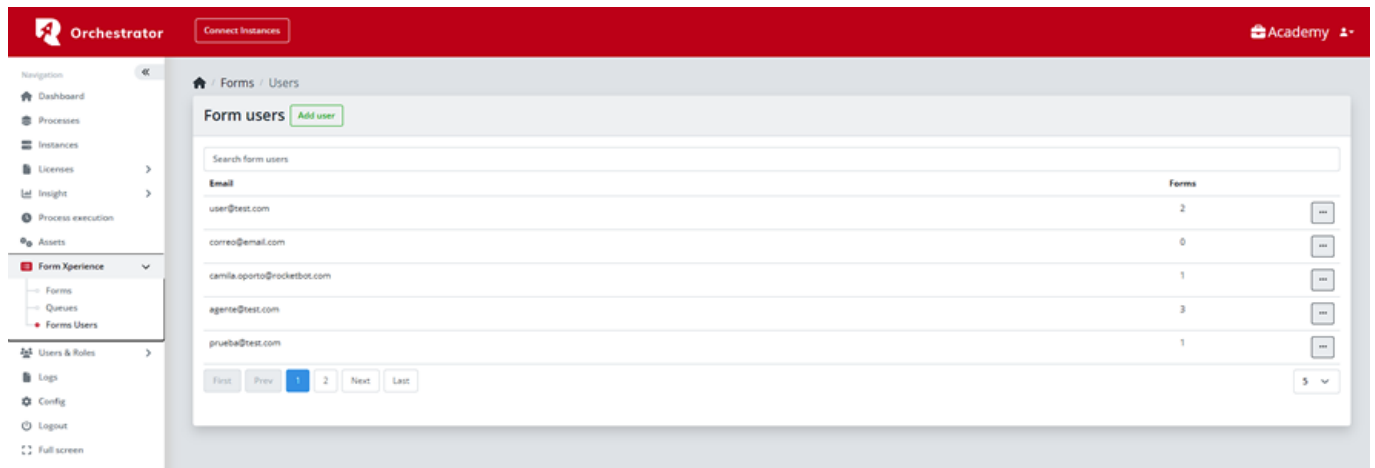 Orchestrator
Connect Instances
Academy
Navigation
Dashboard
Processes
Instances
Licenses
Insight
Process execution
Assets
Form Xperience
Forms
Queues
Forms Users
Users & Roles
Logs
Config
Logout
Full screen
/ Forms / Users
Form users Add user
Search form users
Email Forms
user@test.com 2 ...
correo@email.com 0 ...
camila.oporto@rocketbot.com 1 ...
agente@test.com 3 ...
prueba@test.com 1 ...
First Prev 1 2 Next Last 5